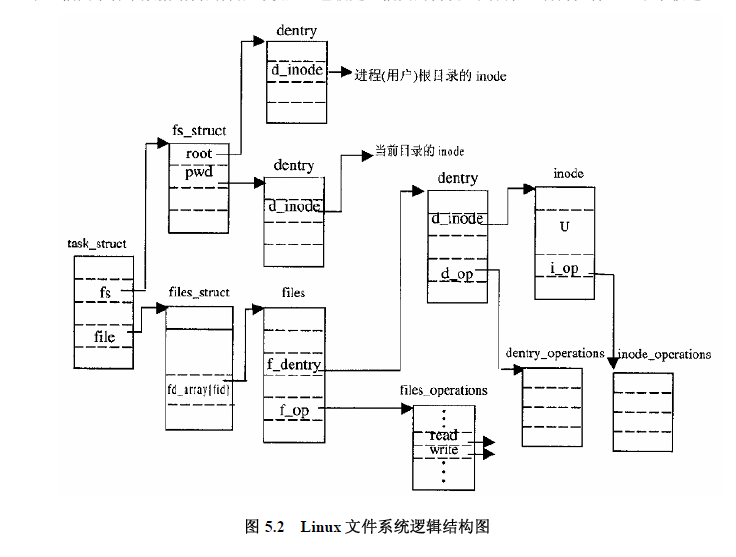 dentry
d_inode
进程(用户)根目录的 inode
fs_struct
root
pwd
dentry
d_inode
当前目录的 inode
task_struct
fs
file
files_struct
fd_array{fid}
files
f_dentry
f_op
dentry
d_inode
d_op
inode
U
i_op
files_operations
read
write
dentry_operations
inode_operations
图 5.2 Linux 文件系统逻辑结构图